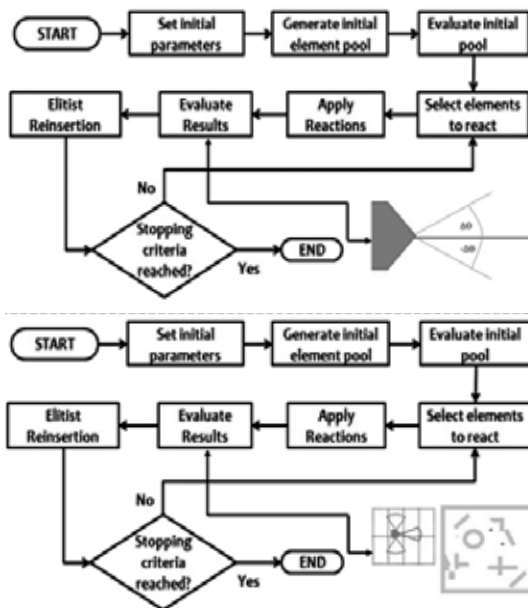 START
Set initial
parameters
Generate initial
element pool
Evaluate initial
pool
Elitist
Reinsertion
Evaluate
Results
Apply
Reactions
Select elements
to react
No
Stopping
criteria
reached?
Yes
END
START
Set initial
parameters
Generate initial
element pool
Evaluate initial
pool
Elitist
Reinsertion
Evaluate
Results
Apply
Reactions
Select elements
to react
No
Stopping
criteria
reached?
Yes
END